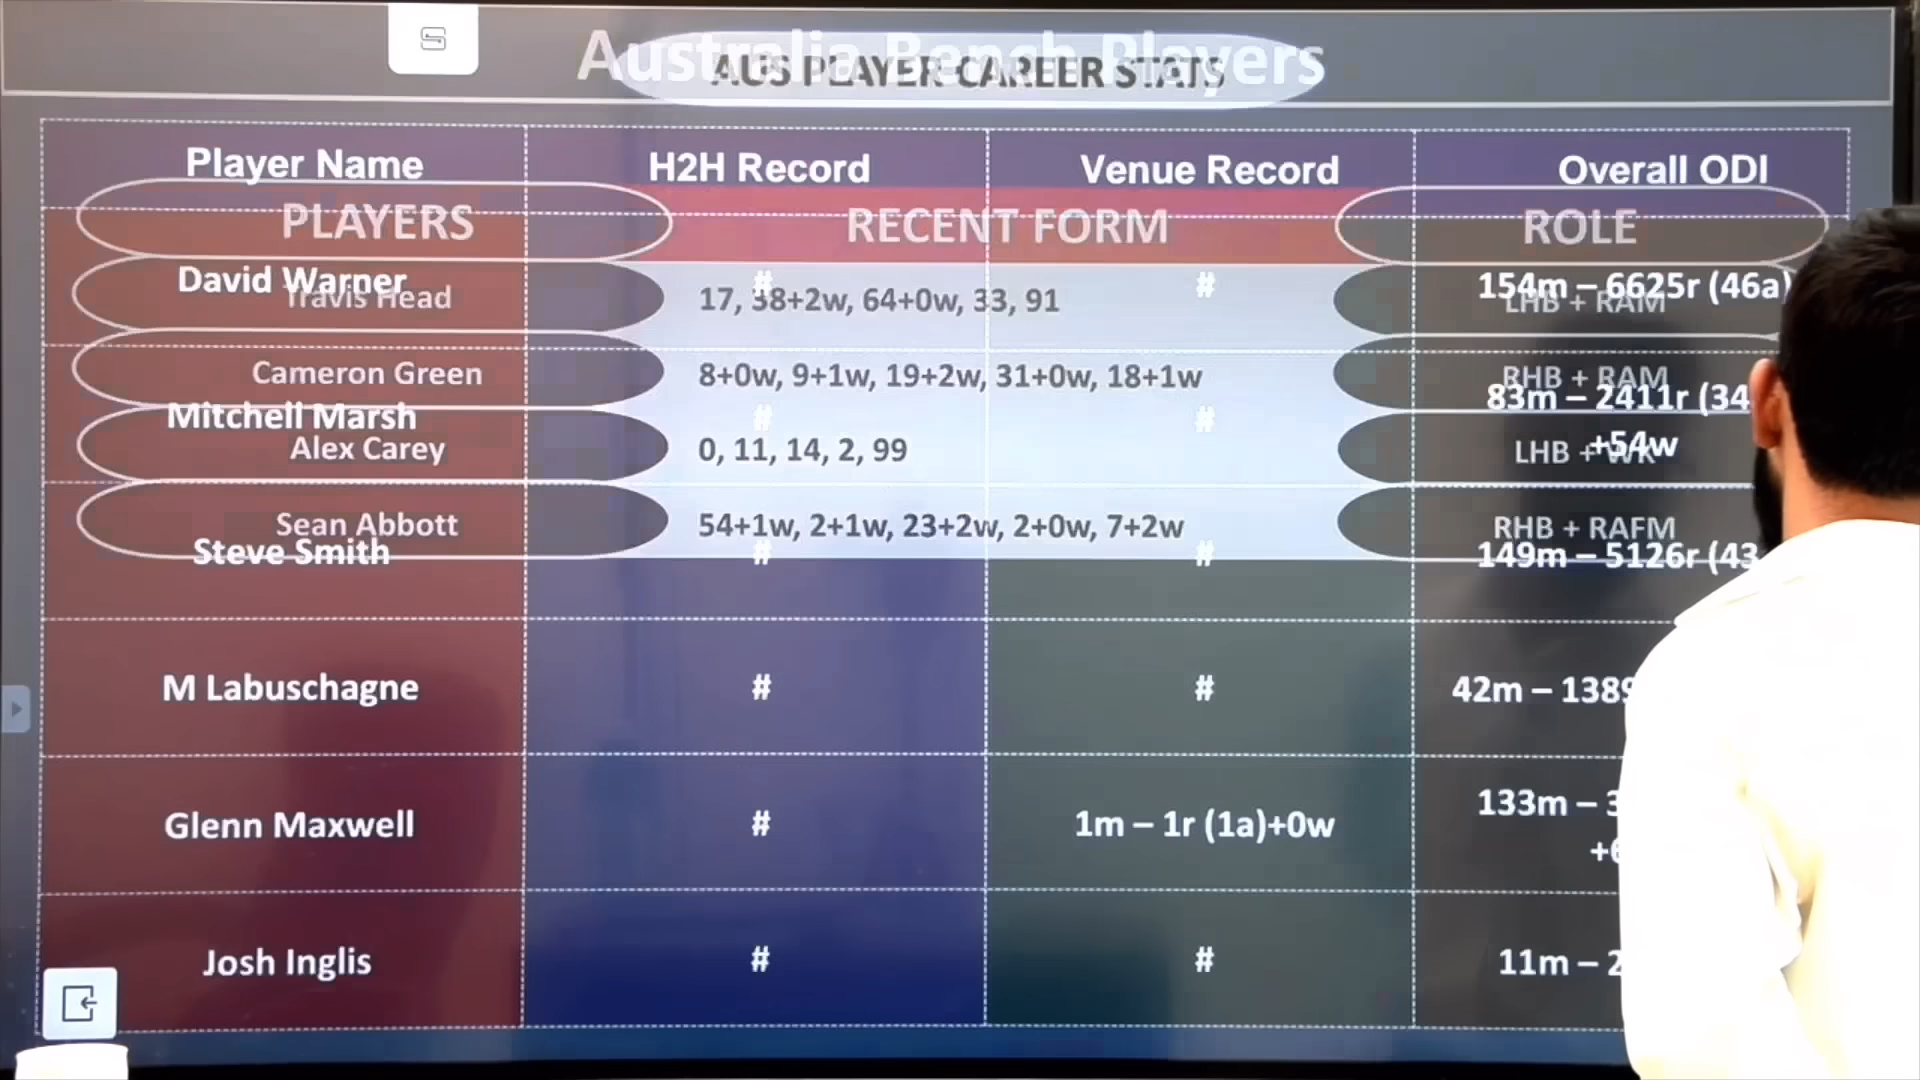 Australia Bench Players
AUS PLAYER CAREER STATS
Player Name H2H Record Venue Record Overall ODI
PLAYERS RECENT FORM ROLE
David Warner # # 154m – 6625r (46a)
Travis Head 17, 38+2w, 64+0w, 33, 91 LHB + RAM
Cameron Green 8+0w, 9+1w, 19+2w, 31+0w, 18+1w RHB + RAM
Mitchell Marsh # # 83m – 2411r (34
+54w
Alex Carey 0, 11, 14, 2, 99 LHB + WK
Sean Abbott 54+1w, 2+1w, 23+2w, 2+0w, 7+2w RHB + RAFM
Steve Smith # # 149m – 5126r (43
M Labuschagne # # 42m – 1389
Glenn Maxwell # 1m – 1r (1a)+0w 133m – 3
+6
Josh Inglis # # 11m – 2